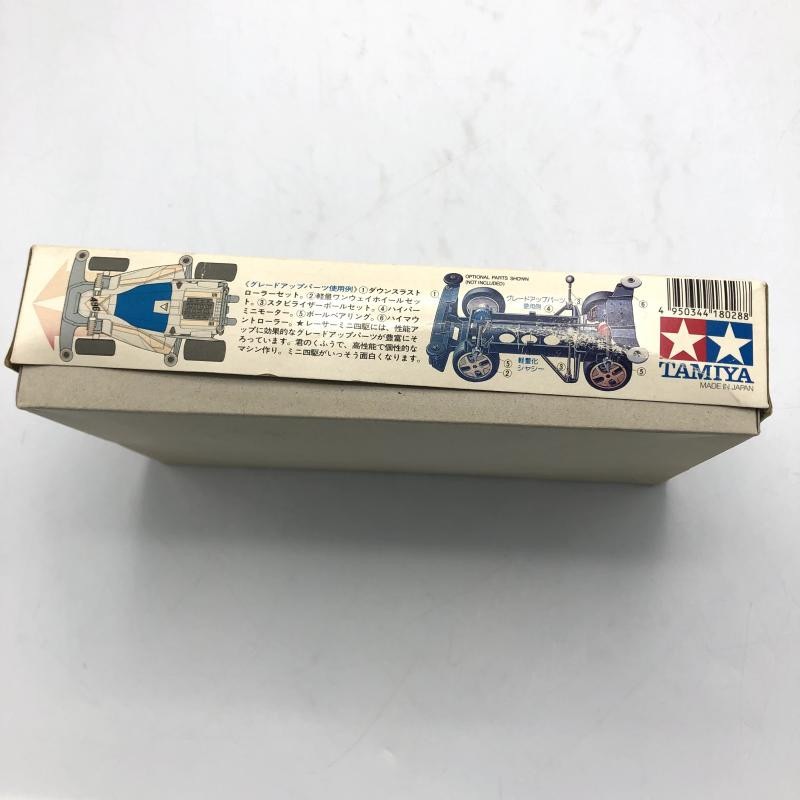 《グレードアップパーツ使用例》①ダウンスラスト
ローラーセット。②軽量ワンウェイホイールセッ
ト。③スタビライザーポールセット。④ハイパー
ミニモーター。⑤ボールベアリング。⑥ハイマウ
ントローラー。★レーサーミニ四駆には、性能ア
ップに効果的なグレードアップパーツが豊富にそ
ろっています。君のくふうで、高性能で個性的な
マシン作り。ミニ四駆がいっそう面白くなります。
OPTIONAL PARTS SHOWN
(NOT INCLUDED)
グレードアップパーツ
使用例
①
④
③
⑥
⑤
②
軽量化
シャシー
③
⑤
4 950344 180288
TAMIYA
MADE IN JAPAN